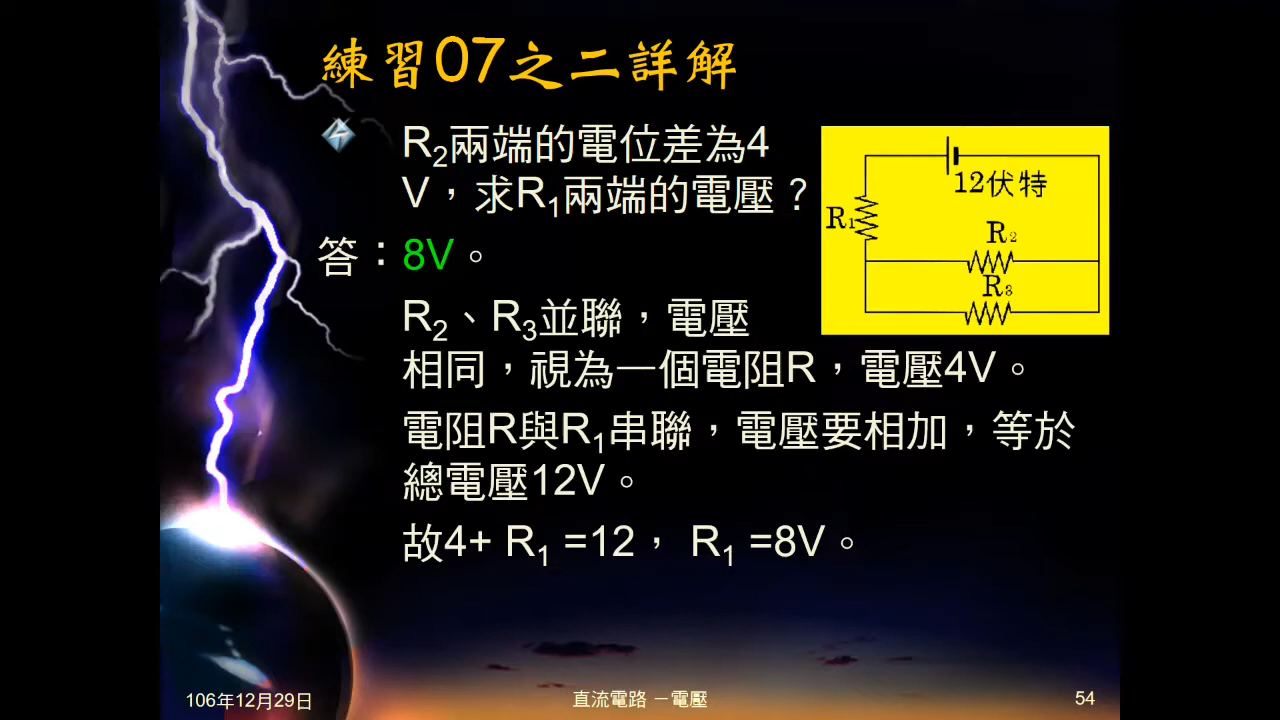 練習07之二詳解
R2兩端的電位差為4
V，求R1兩端的電壓？
答：8V。
R2、R3並聯，電壓
相同，視為一個電阻R，電壓4V。
電阻R與R1串聯，電壓要相加，等於
總電壓12V。
故4+ R1 =12， R1 =8V。
12伏特
R1
R2
R3
106年12月29日
直流電路 －電壓
54